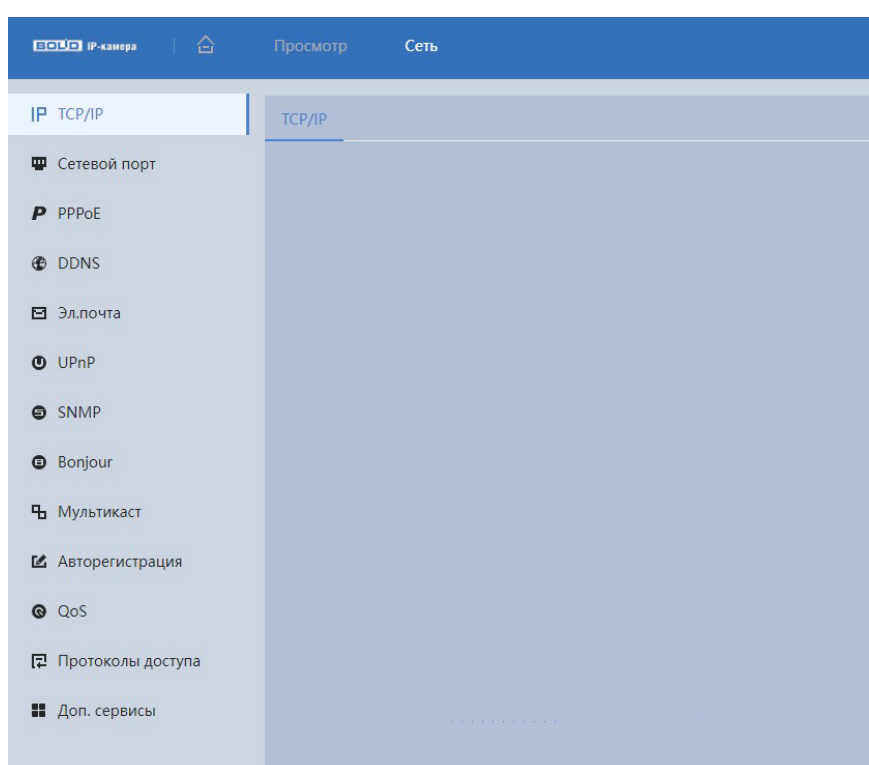 BOLID IP-камера Просмотр Сеть
TCP/IP
TCP/IP
Сетевой порт
PPPoE
DDNS
Эл.почта
UPnP
SNMP
Bonjour
Мультикаст
Авторегистрация
QoS
Протоколы доступа
Доп. сервисы